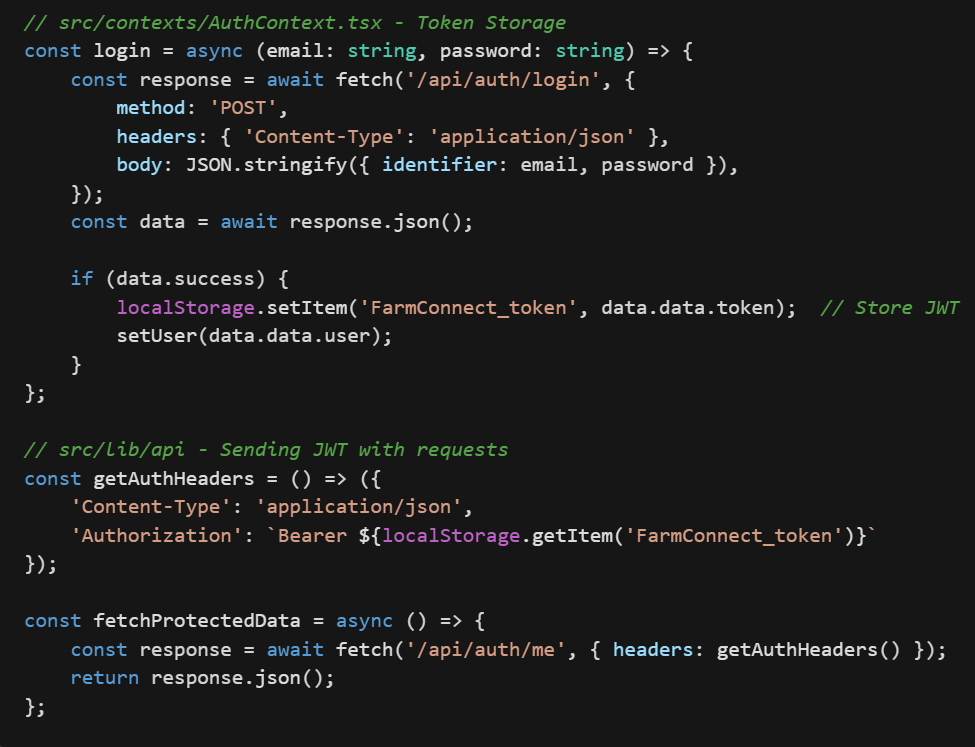 // src/contexts/AuthContext.tsx - Token Storage
const login = async (email: string, password: string) => {
    const response = await fetch('/api/auth/login', {
        method: 'POST',
        headers: { 'Content-Type': 'application/json' },
        body: JSON.stringify({ identifier: email, password }),
    });
    const data = await response.json();

    if (data.success) {
        localStorage.setItem('FarmConnect_token', data.data.token);  // Store JWT
        setUser(data.data.user);
    }
};

// src/lib/api - Sending JWT with requests
const getAuthHeaders = () => ({
    'Content-Type': 'application/json',
    'Authorization': `Bearer ${localStorage.getItem('FarmConnect_token')}`
});

const fetchProtectedData = async () => {
    const response = await fetch('/api/auth/me', { headers: getAuthHeaders() });
    return response.json();
};